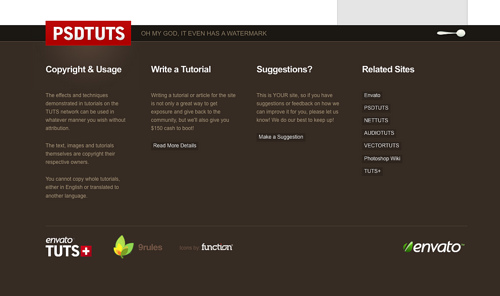 PSDTUTS
OH MY GOD, IT EVEN HAS A WATERMARK
Copyright & Usage
The effects and techniques
demonstrated in tutorials on the
TUTS network can be used in
whatever manner you wish without
attribution.
The text, images and tutorials
themselves are copyright their
respective owners.
You cannot copy whole tutorials,
either in English or translated to
another language.
Write a Tutorial
Writing a tutorial or article for the site
is not only a great way to get
exposure and give back to the
community, but we'll also give you
$150 cash to boot!
Read More Details
Suggestions?
This is YOUR site, so if you have
suggestions or feedback on how we
can improve it for you, please let us
know! We do our best to keep up!
Make a Suggestion
Related Sites
Envato
PSDTUTS
NETTUTS
AUDIOTUTS
VECTORTUTS
Photoshop Wiki
TUTS+
envato
TUTS+
9rules
function
envato